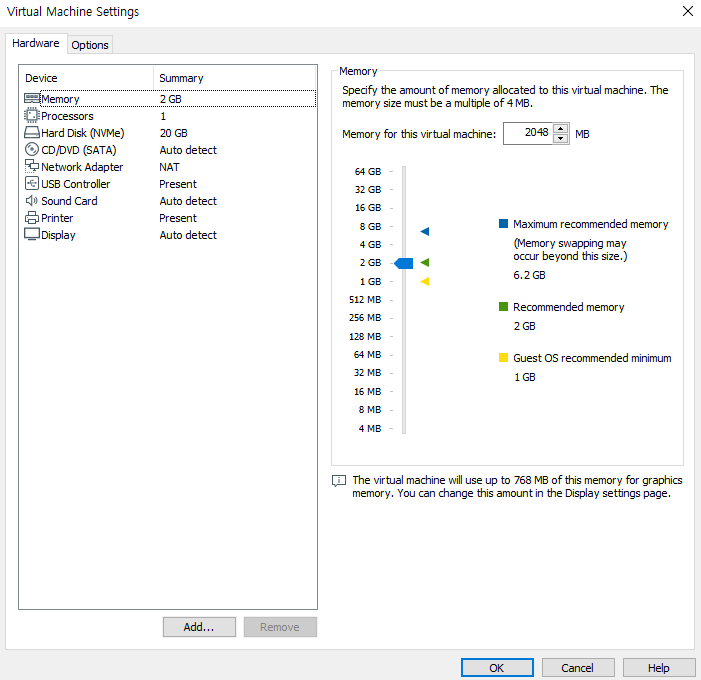 Virtual Machine Settings
Hardware Options
Device Summary
Memory 2 GB
Processors 1
Hard Disk (NVMe) 20 GB
CD/DVD (SATA) Auto detect
Network Adapter NAT
USB Controller Present
Sound Card Auto detect
Printer Present
Display Auto detect
Add... Remove
Memory
Specify the amount of memory allocated to this virtual machine. The
memory size must be a multiple of 4 MB.
Memory for this virtual machine: 2048 MB
64 GB
32 GB
16 GB
8 GB
4 GB
2 GB
1 GB
512 MB
256 MB
128 MB
64 MB
32 MB
16 MB
8 MB
4 MB
Maximum recommended memory
(Memory swapping may
occur beyond this size.)
6.2 GB
Recommended memory
2 GB
Guest OS recommended minimum
1 GB
The virtual machine will use up to 768 MB of this memory for graphics
memory. You can change this amount in the Display settings page.
OK Cancel Help